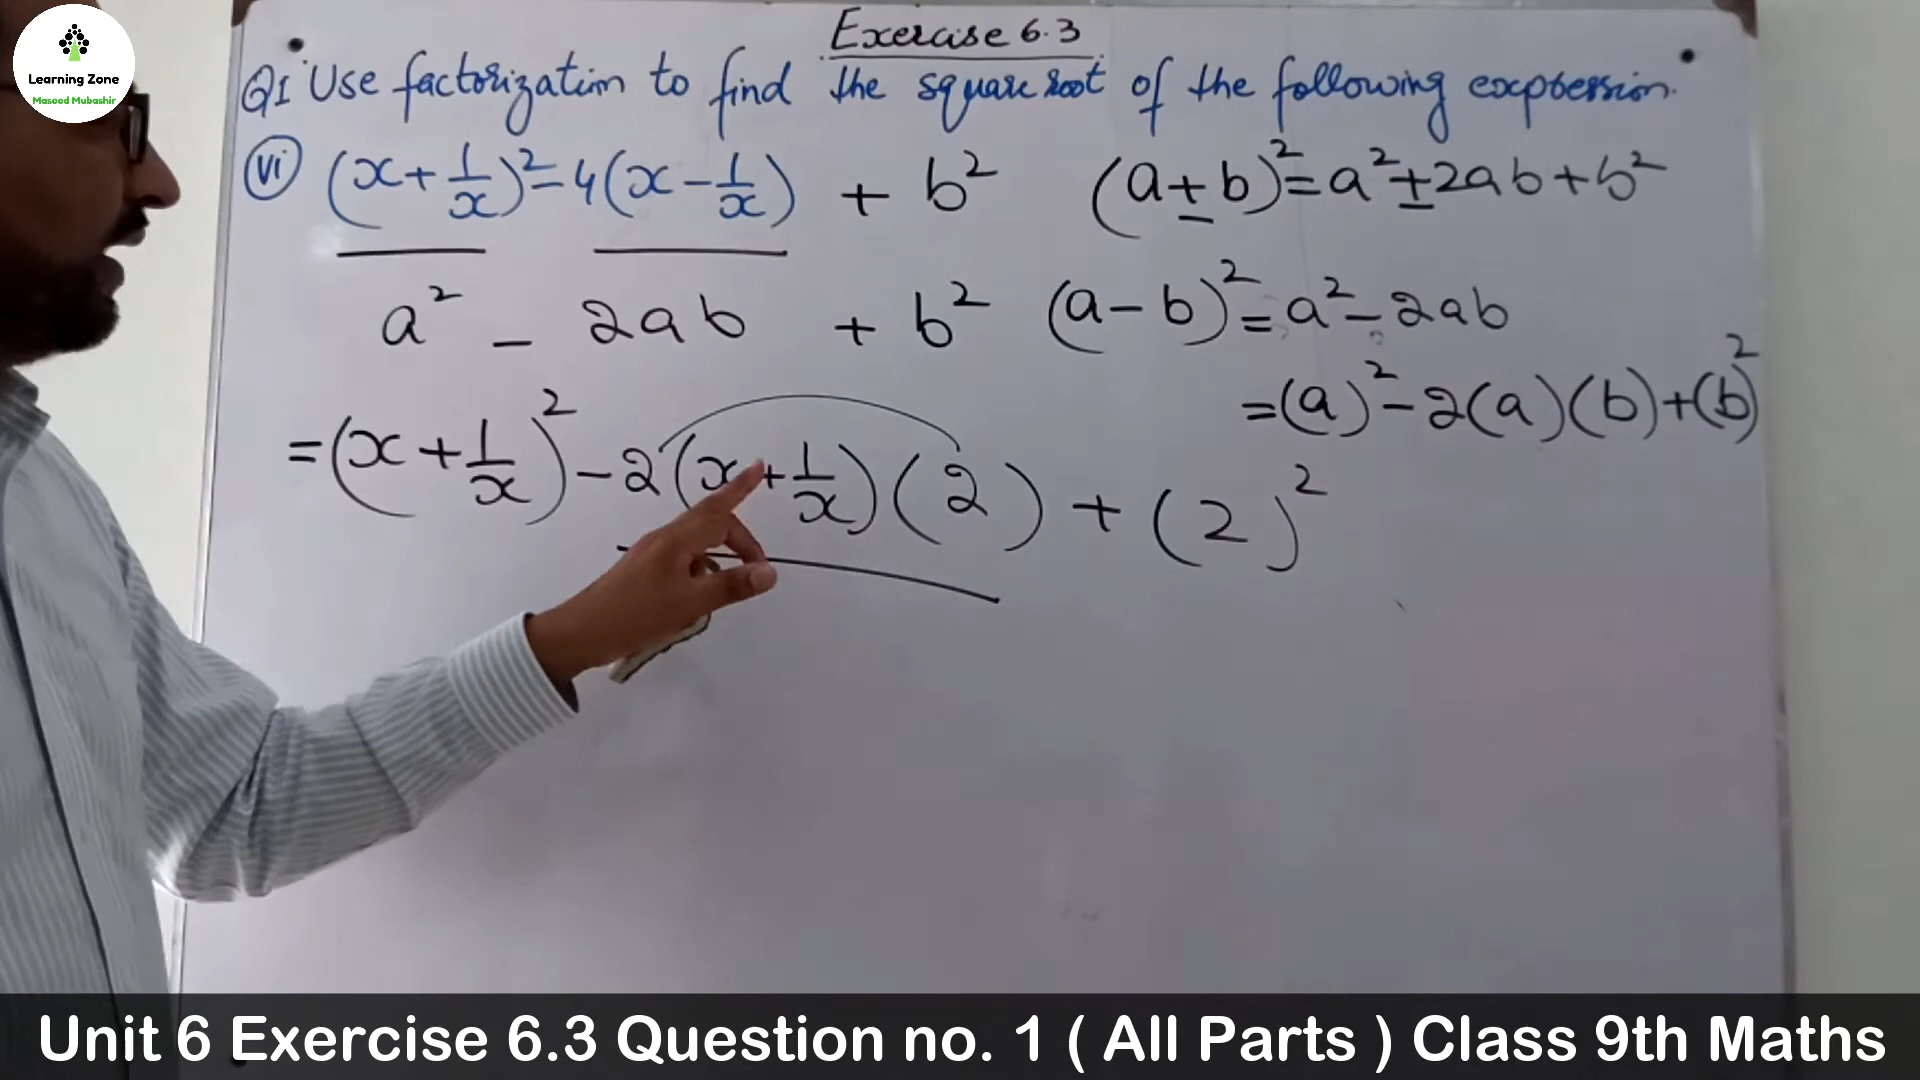 Learning Zone
Masood Mubashir
Exercise 6.3
Q1 Use factorization to find the square root of the following expression.
(vi) (x + 1/x)² - 4(x - 1/x) + b² (a ± b)² = a² ± 2ab + b²
a² - 2ab + b² (a - b)² = a² - 2ab
= (a)² - 2(a)(b) + (b)²
= (x + 1/x)² - 2(x + 1/x)(2) + (2)²
Unit 6 Exercise 6.3 Question no. 1 ( All Parts ) Class 9th Maths